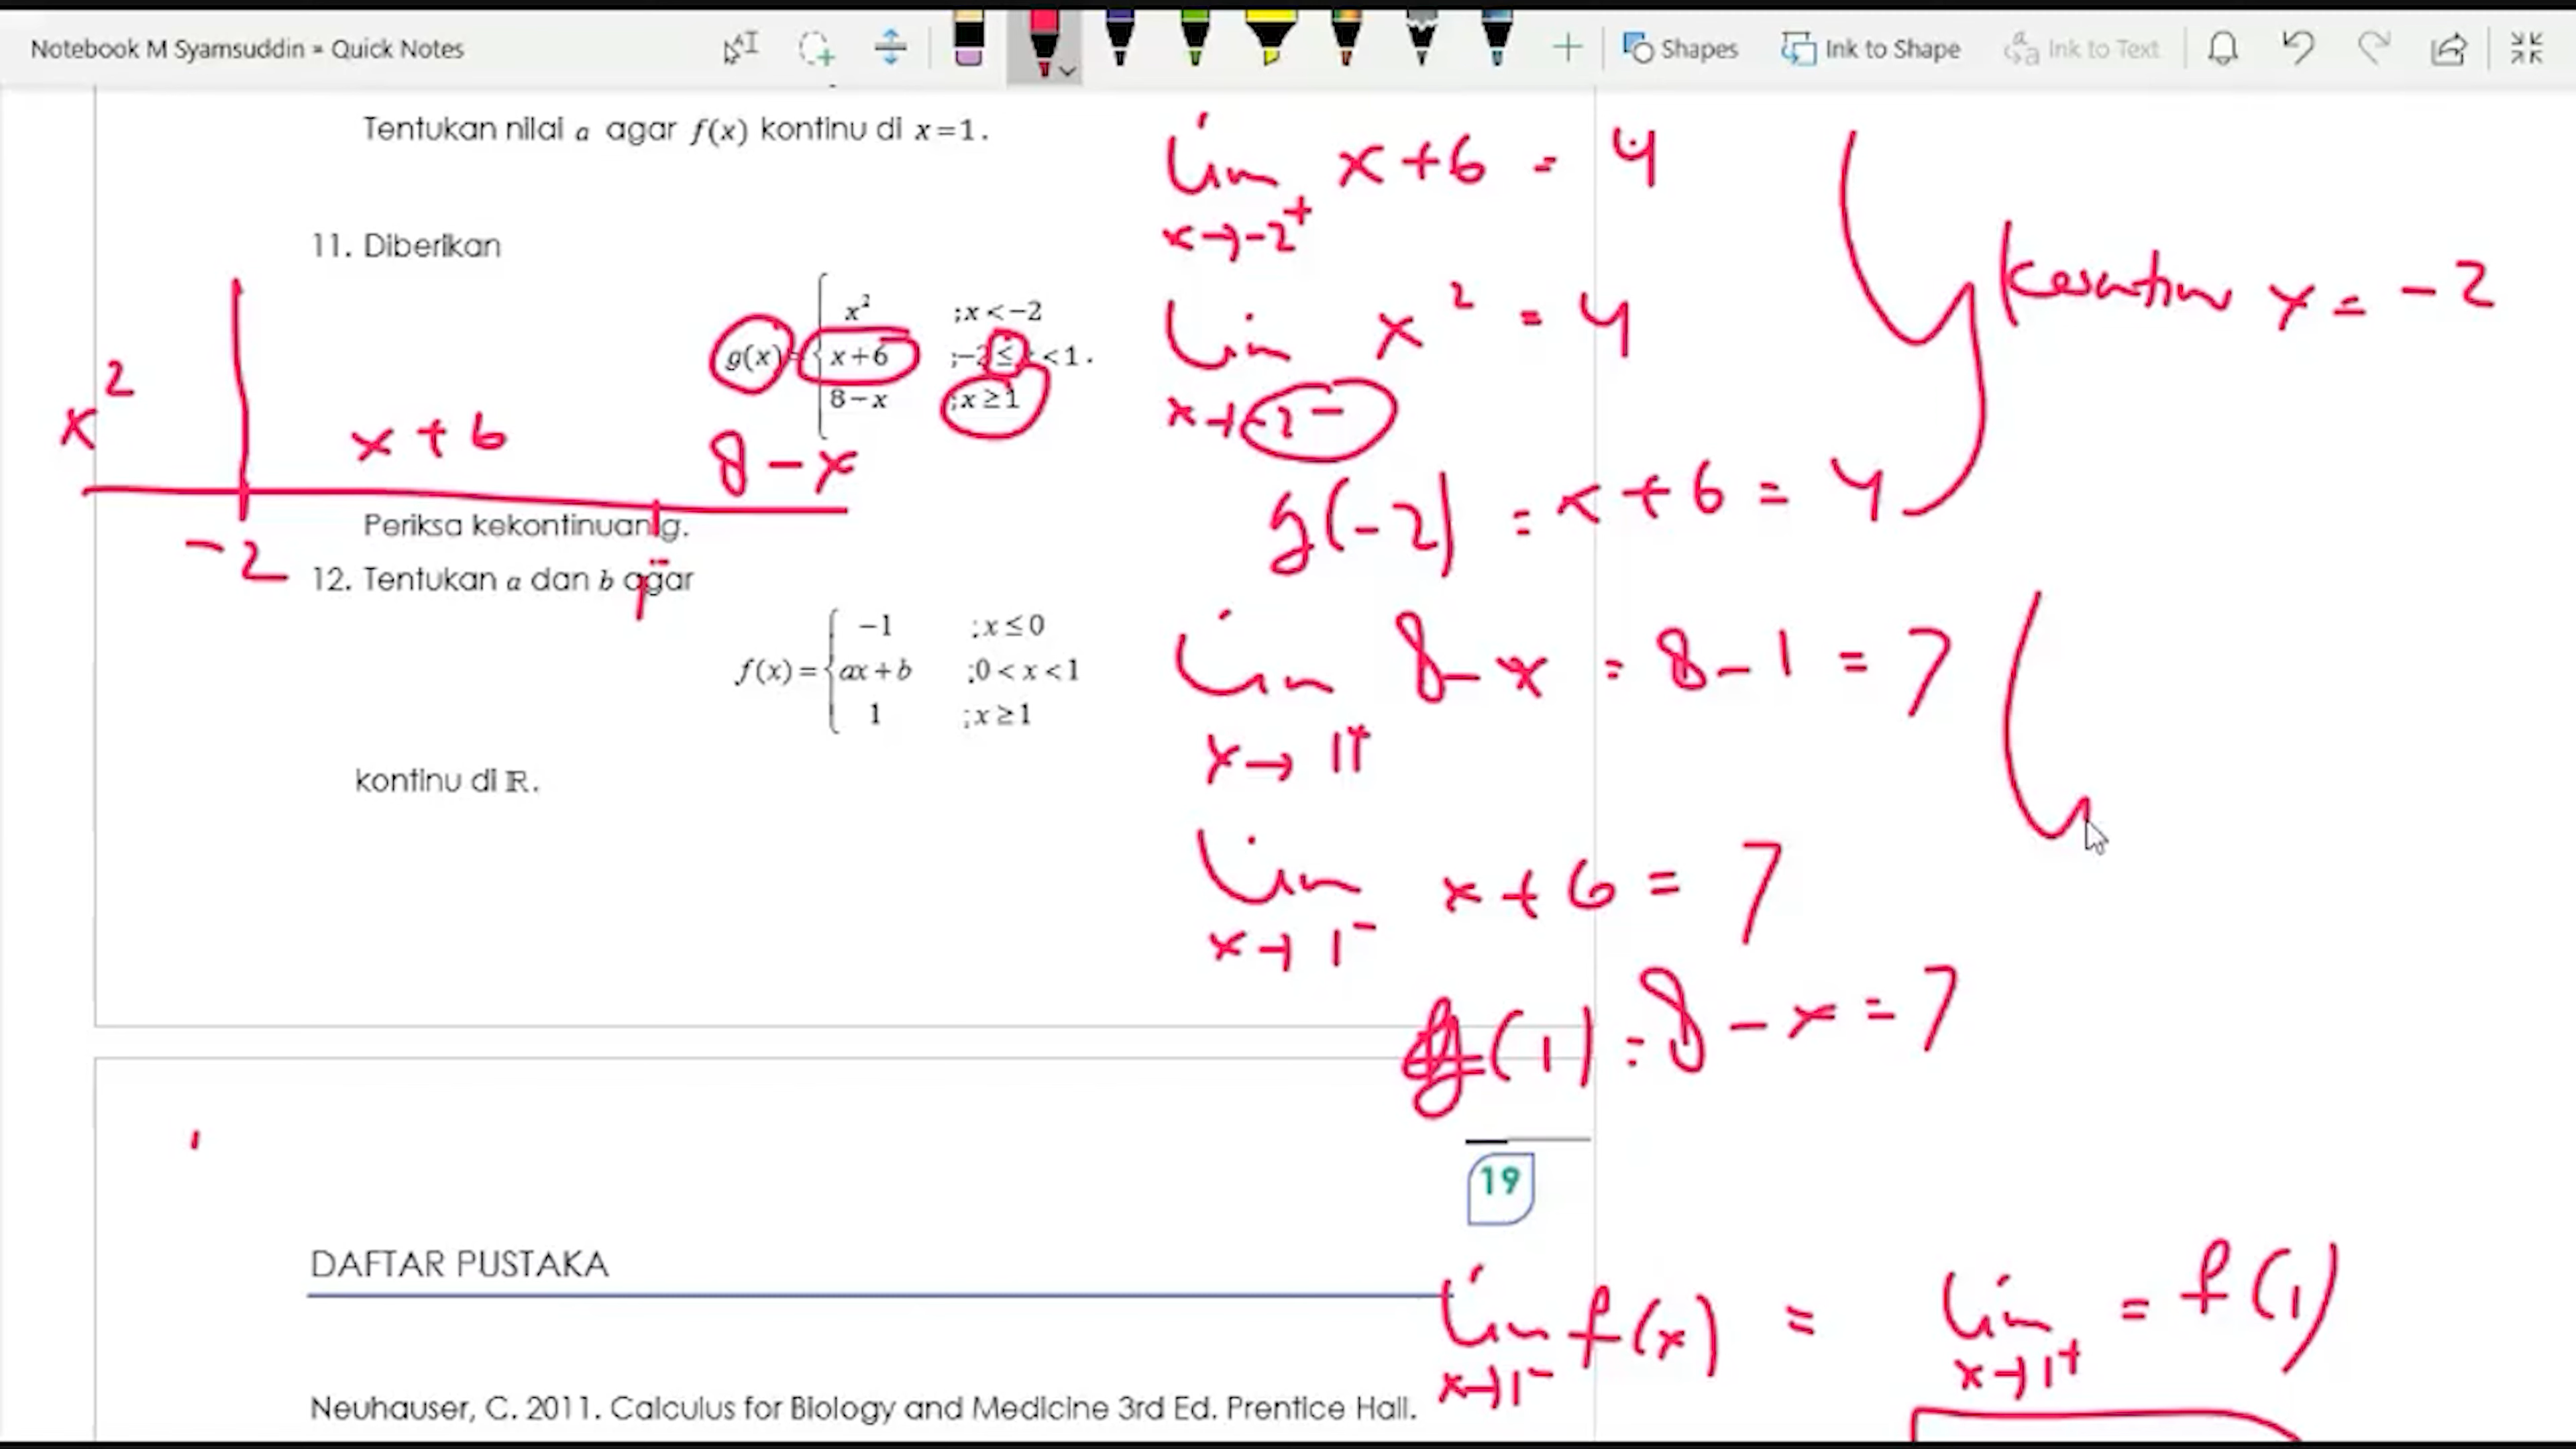 Notebook M Syamsuddin » Quick Notes
Shapes
Ink to Shape
Ink to Text
Tentukan nilai a agar f(x) kontinu di x=1.
11. Diberikan
g(x)= { x² ;x<-2
x+6 ;-2≤x<1.
8-x ;x≥1
x²
x+6
8-x
-2
1
Periksa kekontinuan g.
12. Tentukan a dan b agar
f(x)= { -1 ;x≤0
ax+b ;0<x<1
1 ;x≥1
kontinu di ℝ.
lim x+6 = 4
x→-2⁺
lim x² = 4
x→-2⁻
g(-2) = x+6 = 4
x = -2
lim 8-x = 8-1 = 7
x→1⁺
lim x+6 = 7
x→1⁻
g(1) = 8-x = 7
19
DAFTAR PUSTAKA
lim f(x) = lim = f(1)
x→1⁻ x→1⁺
Neuhauser, C. 2011. Calculus for Biology and Medicine 3rd Ed. Prentice Hall.